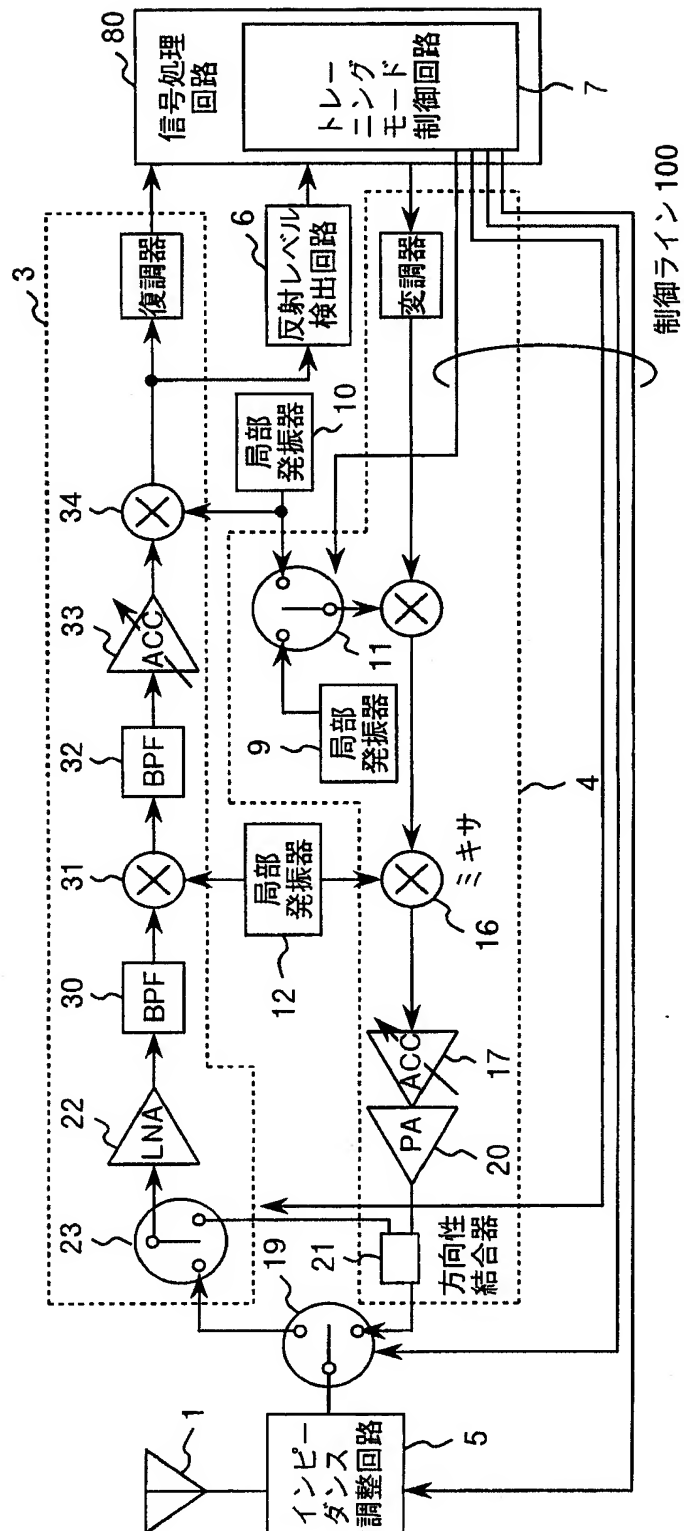 80
信号処理
回路
トレー
ニング
モード
制御回路
7
制御ライン 100
3
復調器
6
反射レベル
検出回路
変調器
局部
発振器
10
34
33
ACC
11
32
BPF
9
局部
発振器
4
31
局部
発振器
12
ミキサ
16
30
BPF
ACC
17
22
LNA
PA
20
23
19
21
方向性
結合器
1
インピー
ダンス
調整回路
5